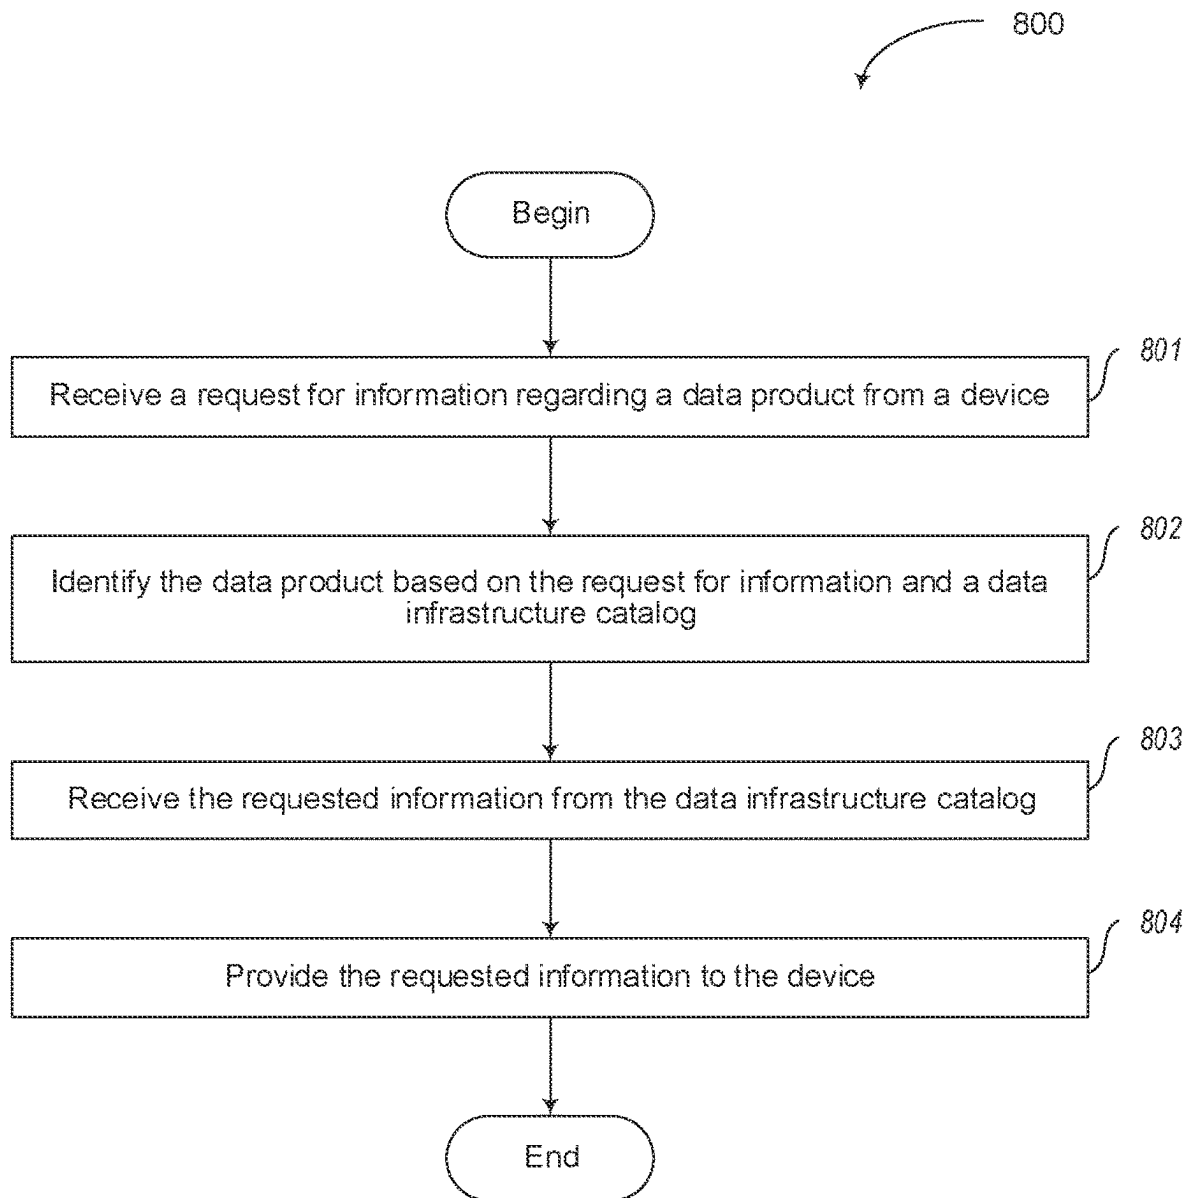 800
Begin
801
Receive a request for information regarding a data product from a device
802
Identify the data product based on the request for information and a data
infrastructure catalog
803
Receive the requested information from the data infrastructure catalog
804
Provide the requested information to the device
End